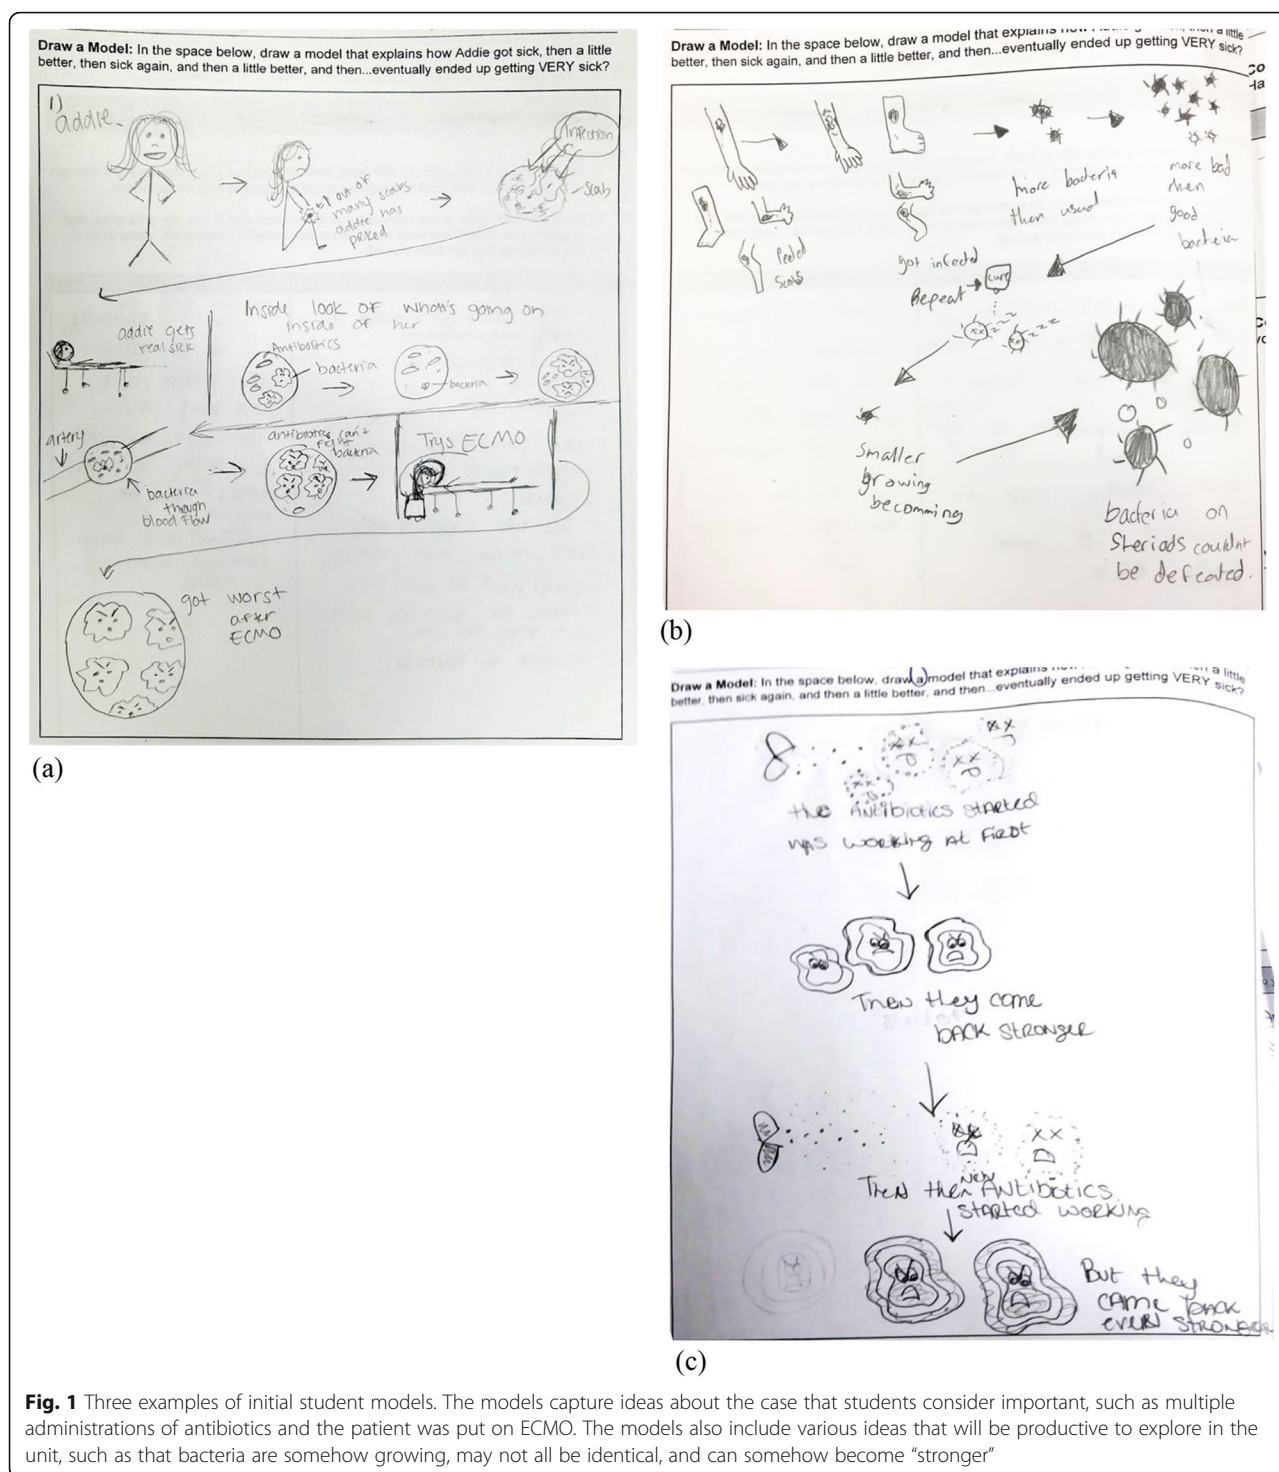 Draw a Model: In the space below, draw a model that explains how Addie got sick, then a little
better, then sick again, and then a little better, and then...eventually ended up getting VERY sick?
1)
addie
#1 out of
many scabs
addie has
picked
Infection
scab
addie gets
real sick
Inside look of what's going on
inside of her
Antibiotics
bacteria
bacteria
artery
bacteria
though
blood flow
antibiotics can't
fight
bacteria
Trys ECMO
got worst
after
ECMO
(a)
Draw a Model: In the space below, draw a model that explains
a little
better, then sick again, and then a little better, and then...eventually ended up getting VERY sick?
Peeled
Scabs
got infected
more bacteria
then usual
more bad
then
good
bacteria
Repeat
cure
zzz
zzz
Smaller
growing
becomming
bacteria on
Steriods couldnt
be defeated.
(b)
Draw a Model: In the space below, draw a model that explains
a little
better, then sick again, and then a little better, and then...eventually ended up getting VERY sick?
the Antibiotics started
was working at first
Then they come
back stronger
Then then new Antibiotics
started working
But they
came back
even stronger
(c)
Fig. 1 Three examples of initial student models. The models capture ideas about the case that students consider important, such as multiple
administrations of antibiotics and the patient was put on ECMO. The models also include various ideas that will be productive to explore in the
unit, such as that bacteria are somehow growing, may not all be identical, and can somehow become “stronger”